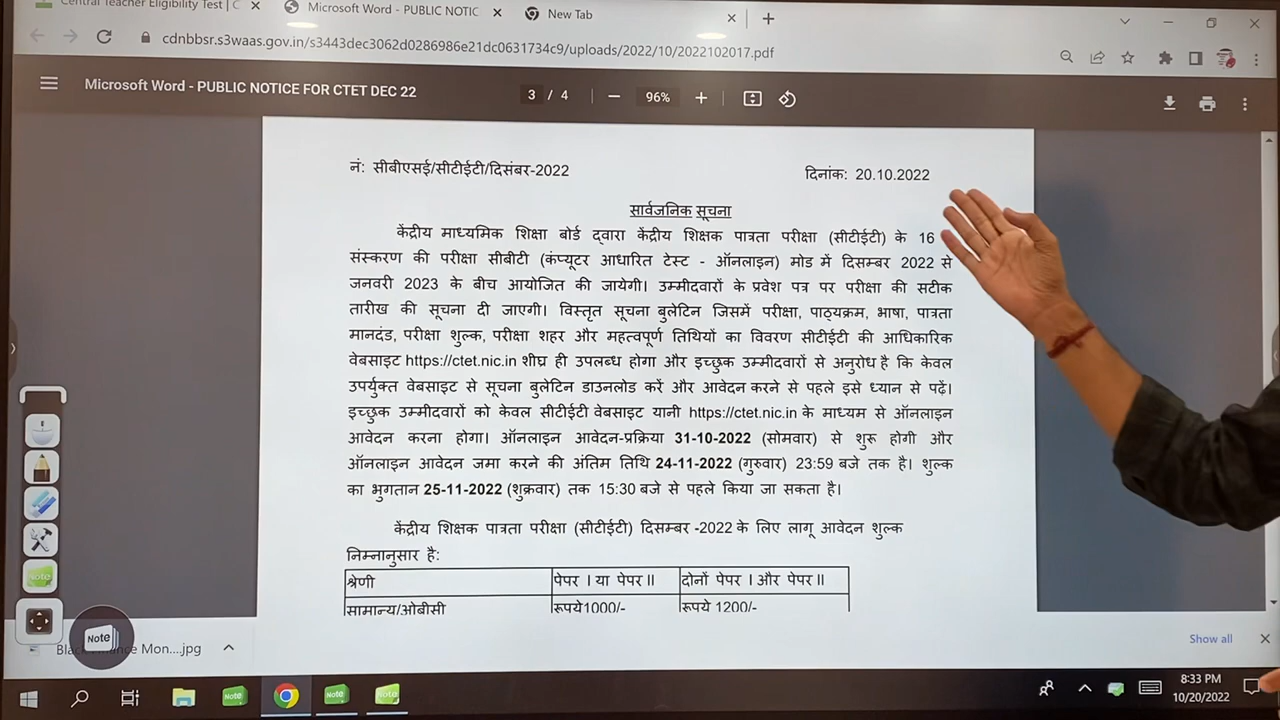 Central Teacher Eligibility Test | C
Microsoft Word - PUBLIC NOTIC
New Tab
cdnbbsr.s3waas.gov.in/s3443dec3062d0286986e21dc0631734c9/uploads/2022/10/2022102017.pdf
Microsoft Word - PUBLIC NOTICE FOR CTET DEC 22
3 / 4
96%
नं: सीबीएसई/सीटीईटी/दिसंबर-2022
दिनांक: 20.10.2022
सार्वजनिक सूचना
केंद्रीय माध्यमिक शिक्षा बोर्ड द्वारा केंद्रीय शिक्षक पात्रता परीक्षा (सीटीईटी) के 16
संस्करण की परीक्षा सीबीटी (कंप्यूटर आधारित टेस्ट - ऑनलाइन) मोड में दिसम्बर 2022 से
जनवरी 2023 के बीच आयोजित की जायेगी। उम्मीदवारों के प्रवेश पत्र पर परीक्षा की सटीक
तारीख की सूचना दी जाएगी। विस्तृत सूचना बुलेटिन जिसमें परीक्षा, पाठ्यक्रम, भाषा, पात्रता
मानदंड, परीक्षा शुल्क, परीक्षा शहर और महत्वपूर्ण तिथियों का विवरण सीटीईटी की आधिकारिक
वेबसाइट https://ctet.nic.in शीघ्र ही उपलब्ध होगा और इच्छुक उम्मीदवारों से अनुरोध है कि केवल
उपर्युक्त वेबसाइट से सूचना बुलेटिन डाउनलोड करें और आवेदन करने से पहले इसे ध्यान से पढ़ें।
इच्छुक उम्मीदवारों को केवल सीटीईटी वेबसाइट यानी https://ctet.nic.in के माध्यम से ऑनलाइन
आवेदन करना होगा। ऑनलाइन आवेदन-प्रक्रिया 31-10-2022 (सोमवार) से शुरू होगी और
ऑनलाइन आवेदन जमा करने की अंतिम तिथि 24-11-2022 (गुरुवार) 23:59 बजे तक है। शुल्क
का भुगतान 25-11-2022 (शुक्रवार) तक 15:30 बजे से पहले किया जा सकता है।
केंद्रीय शिक्षक पात्रता परीक्षा (सीटीईटी) दिसम्बर -2022 के लिए लागू आवेदन शुल्क
निम्नानुसार है:
श्रेणी पेपर I या पेपर II दोनों पेपर I और पेपर II
सामान्य/ओबीसी रूपये1000/- रूपये 1200/-
Note
Note
Mon....jpg
Show all
Note
Note
Note
8:33 PM
10/20/2022